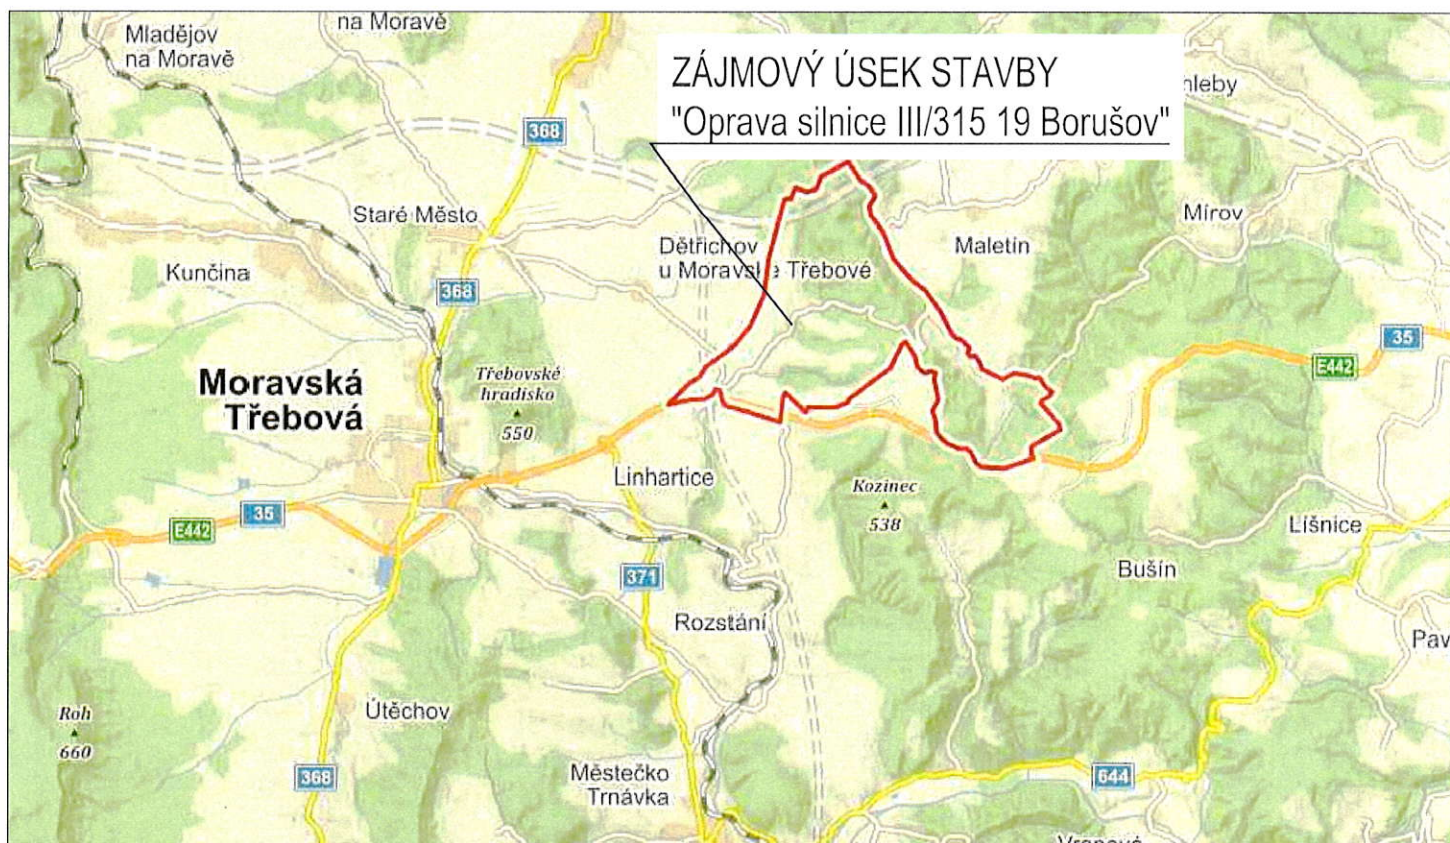 na Moravě
Mladějov
na Moravě
ZÁJMOVÝ ÚSEK STAVBY
"Oprava silnice III/315 19 Borušov"
368
Staré Město
Kunčina
368
Dětřichov
u Moravské Třebové
Maletín
Mírov
35
E442
Moravská
Třebová
Třebovské
hradisko
550
Linhartice
Kozinec
538
E442
35
371
Líšnice
Bušín
Rozstání
Útěchov
Roh
660
368
Městečko
Trnávka
644